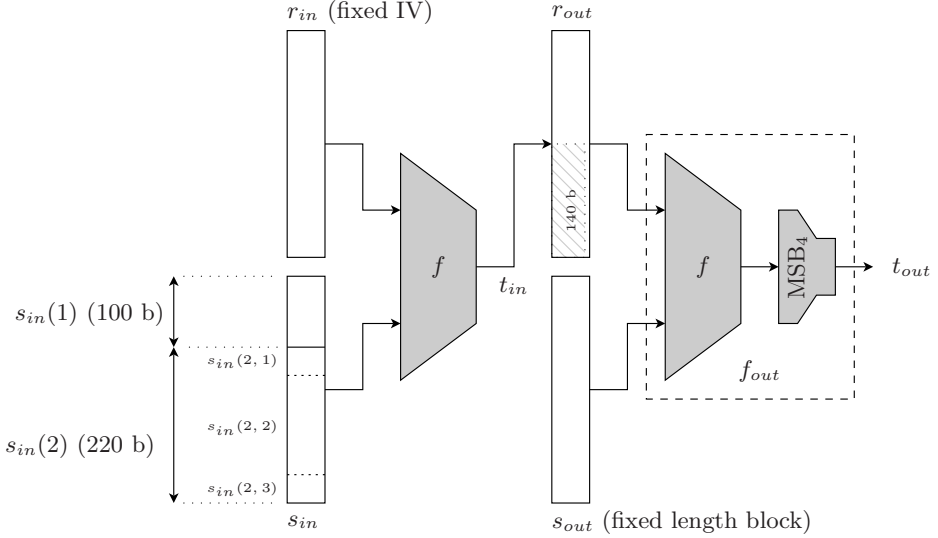 r_in (fixed IV)
r_out
140 b
f
t_in
f
MSB_4
t_out
f_out
s_in(1) (100 b)
s_in(2, 1)
s_in(2) (220 b)
s_in(2, 2)
s_in(2, 3)
s_in
s_out (fixed length block)